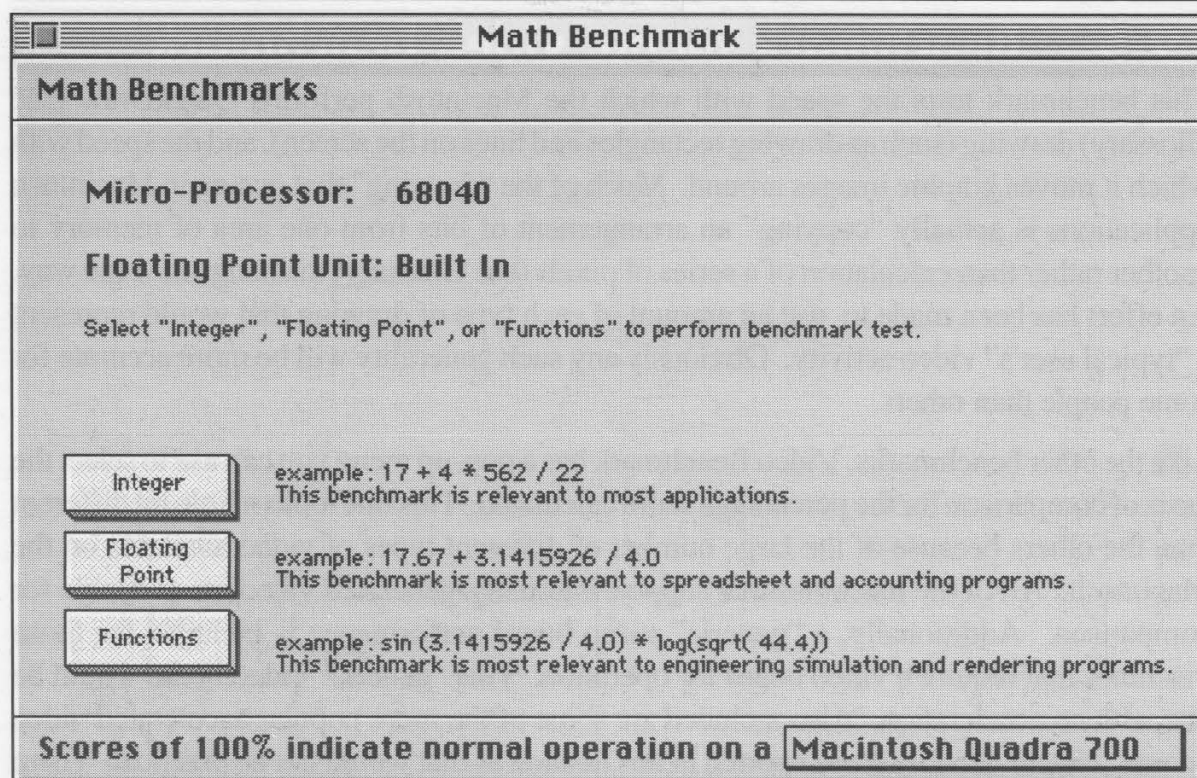 Math Benchmark
Math Benchmarks
Micro-Processor: 68040
Floating Point Unit: Built In
Select "Integer", "Floating Point", or "Functions" to perform benchmark test.
Integer
example: 17 + 4 * 562 / 22
This benchmark is relevant to most applications.
Floating
Point
example: 17.67 + 3.1415926 / 4.0
This benchmark is most relevant to spreadsheet and accounting programs.
Functions
example: sin (3.1415926 / 4.0) * log(sqrt( 44.4))
This benchmark is most relevant to engineering simulation and rendering programs.
Scores of 100% indicate normal operation on a Macintosh Quadra 700